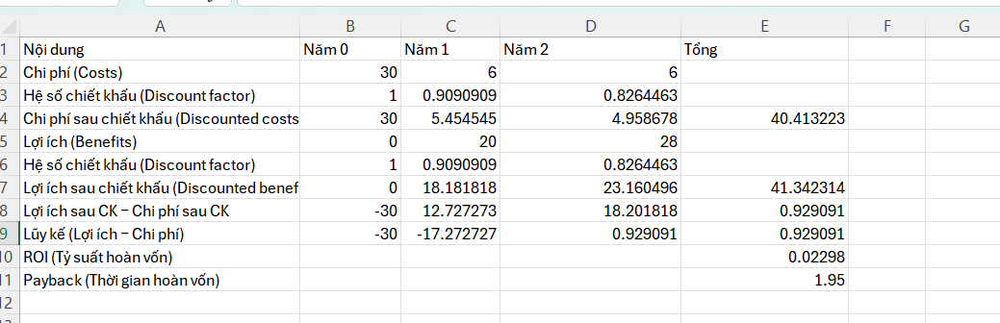 A B C D E F G
1 Nội dung Năm 0 Năm 1 Năm 2 Tổng
2 Chi phí (Costs) 30 6 6
3 Hệ số chiết khấu (Discount factor) 1 0.9090909 0.8264463
4 Chi phí sau chiết khấu (Discounted costs 30 5.454545 4.958678 40.413223
5 Lợi ích (Benefits) 0 20 28
6 Hệ số chiết khấu (Discount factor) 1 0.9090909 0.8264463
7 Lợi ích sau chiết khấu (Discounted benef 0 18.181818 23.160496 41.342314
8 Lợi ích sau CK – Chi phí sau CK -30 12.727273 18.201818 0.929091
9 Lũy kế (Lợi ích – Chi phí) -30 -17.272727 0.929091 0.929091
10 ROI (Tỷ suất hoàn vốn) 0.02298
11 Payback (Thời gian hoàn vốn) 1.95
12